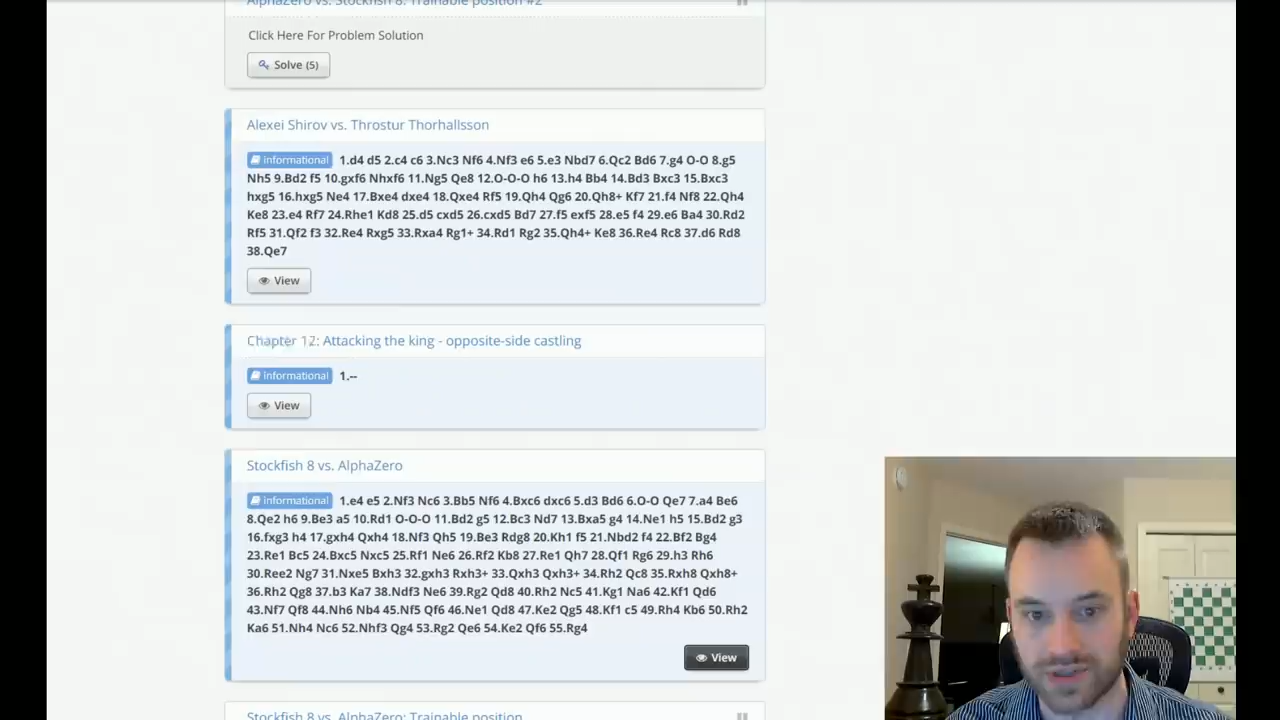 AlphaZero vs. Stockfish 8: Trainable position #2
Click Here For Problem Solution
Solve (5)
Alexei Shirov vs. Throstur Thorhallsson
Informational 1.d4 d5 2.c4 c6 3.Nc3 Nf6 4.Nf3 e6 5.e3 Nbd7 6.Qc2 Bd6 7.g4 O-O 8.g5
Nh5 9.Bd2 f5 10.gxf6 Nhxf6 11.Ng5 Qe8 12.O-O-O h6 13.h4 Bb4 14.Bd3 Bxc3 15.Bxc3
hxg5 16.hxg5 Ne4 17.Bxe4 dxe4 18.Qxe4 Rf5 19.Qh4 Qg6 20.Qh8+ Kf7 21.f4 Nf8 22.Qh4
Ke8 23.e4 Rf7 24.Rhe1 Kd8 25.d5 cxd5 26.cxd5 Bd7 27.f5 exf5 28.e5 f4 29.e6 Ba4 30.Rd2
Rf5 31.Qf2 f3 32.Re4 Rxg5 33.Rxa4 Rg1+ 34.Rd1 Rg2 35.Qh4+ Ke8 36.Re4 Rc8 37.d6 Rd8
38.Qe7
View
Chapter 12: Attacking the king - opposite-side castling
Informational 1.--
View
Stockfish 8 vs. AlphaZero
Informational 1.e4 e5 2.Nf3 Nc6 3.Bb5 Nf6 4.Bxc6 dxc6 5.d3 Bd6 6.O-O Qe7 7.a4 Be6
8.Qe2 h6 9.Be3 a5 10.Rd1 O-O-O 11.Bd2 g5 12.Bc3 Nd7 13.Bxa5 g4 14.Ne1 h5 15.Bd2 g3
16.fxg3 h4 17.gxh4 Qxh4 18.Nf3 Qh5 19.Be3 Rdg8 20.Kh1 f5 21.Nbd2 f4 22.Bf2 Bg4
23.Re1 Bc5 24.Bxc5 Nxc5 25.Rf1 Ne6 26.Rf2 Kb8 27.Re1 Qh7 28.Qf1 Rg6 29.h3 Rh6
30.Ree2 Ng7 31.Nxe5 Bxh3 32.gxh3 Rxh3+ 33.Qxh3 Qxh3+ 34.Rh2 Qc8 35.Rxh8 Qxh8+
36.Rh2 Qg8 37.b3 Ka7 38.Ndf3 Ne6 39.Rg2 Qd8 40.Rh2 Nc5 41.Kg1 Na6 42.Kf1 Qd6
43.Nf7 Qf8 44.Nh6 Nb4 45.Nf5 Qf6 46.Ne1 Qd8 47.Ke2 Qg5 48.Kf1 c5 49.Rh4 Kb6 50.Rh2
Ka6 51.Nh4 Nc6 52.Nhf3 Qg4 53.Rg2 Qe6 54.Ke2 Qf6 55.Rg4
View
Stockfish 8 vs. AlphaZero: Trainable position